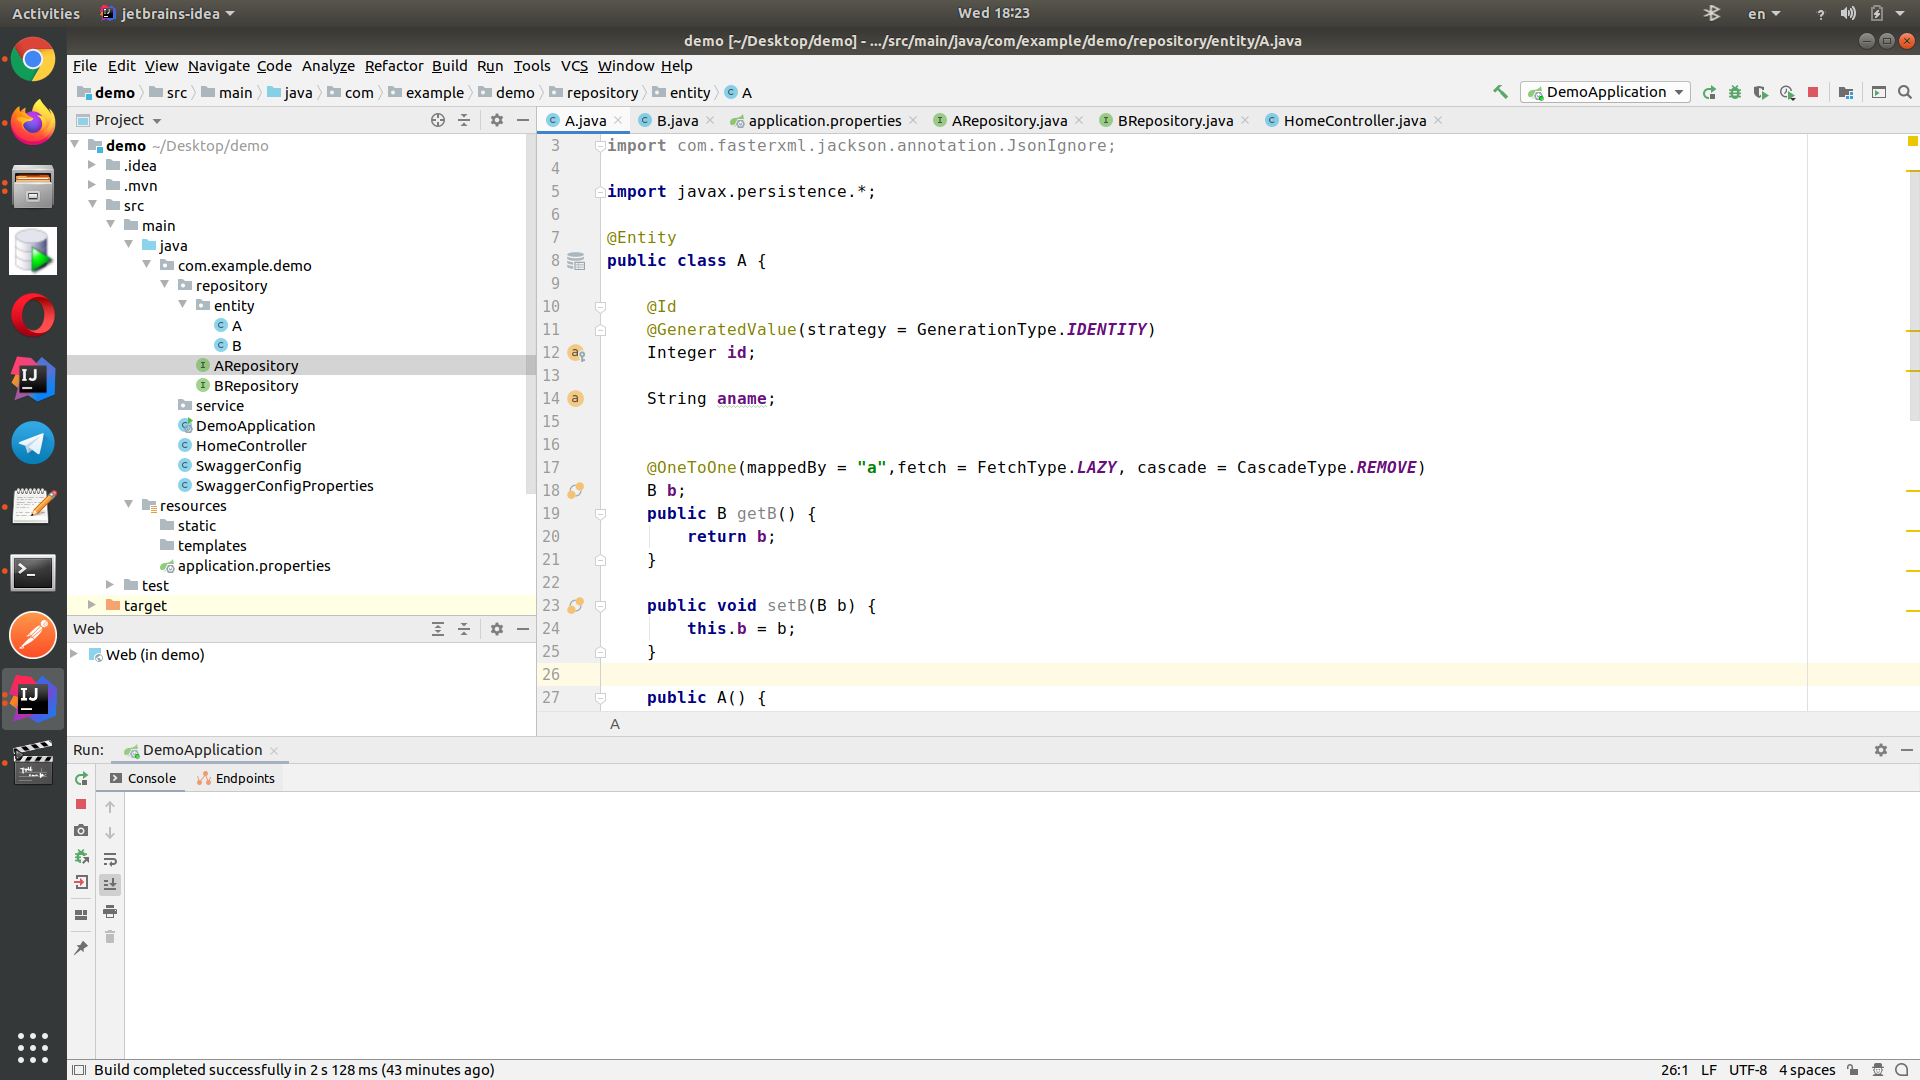 Activities jetbrains-idea Wed 18:23 en
demo [~/Desktop/demo] - .../src/main/java/com/example/demo/repository/entity/A.java
File Edit View Navigate Code Analyze Refactor Build Run Tools VCS Window Help
demo src main java com example demo repository entity A DemoApplication
Project
A.java B.java application.properties ARepository.java BRepository.java HomeController.java
demo ~/Desktop/demo
.idea
.mvn
src
main
java
com.example.demo
repository
entity
A
B
ARepository
BRepository
service
DemoApplication
HomeController
SwaggerConfig
SwaggerConfigProperties
resources
static
templates
application.properties
test
target
Web
Web (in demo)
3 import com.fasterxml.jackson.annotation.JsonIgnore;
4
5 import javax.persistence.*;
6
7 @Entity
8 public class A {
9
10 @Id
11 @GeneratedValue(strategy = GenerationType.IDENTITY)
12 Integer id;
13
14 String aname;
15
16
17 @OneToOne(mappedBy = "a",fetch = FetchType.LAZY, cascade = CascadeType.REMOVE)
18 B b;
19 public B getB() {
20 return b;
21 }
22
23 public void setB(B b) {
24 this.b = b;
25 }
26
27 public A() {
A
Run: DemoApplication
Console Endpoints
Build completed successfully in 2 s 128 ms (43 minutes ago) 26:1 LF UTF-8 4 spaces